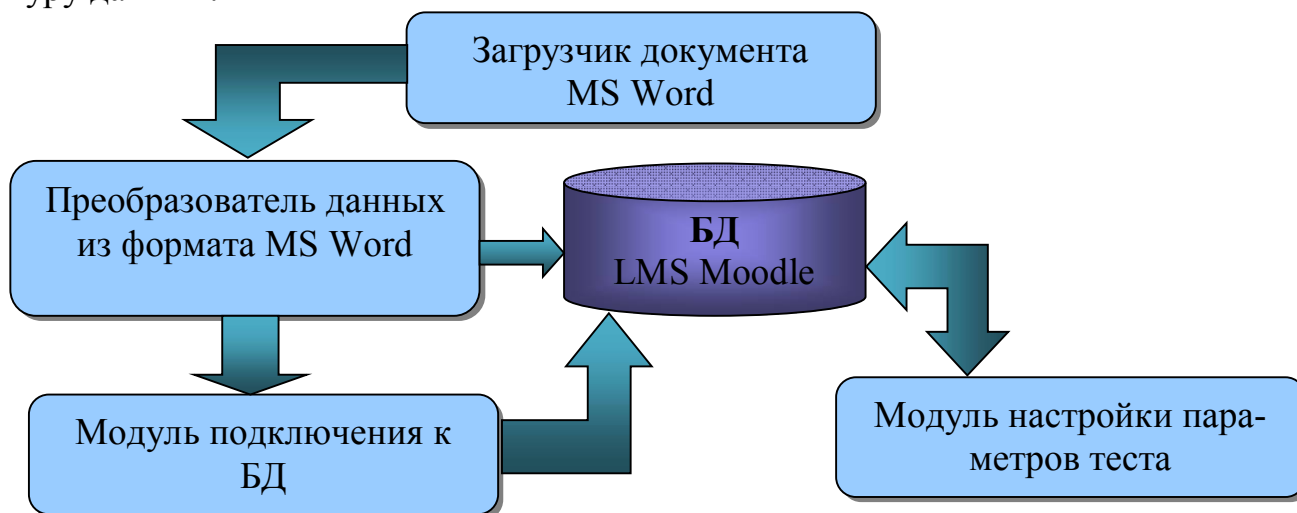 Загрузчик документа
MS Word
Преобразователь данных
из формата MS Word
БД
LMS Moodle
Модуль подключения к
БД
Модуль настройки пара-
метров теста